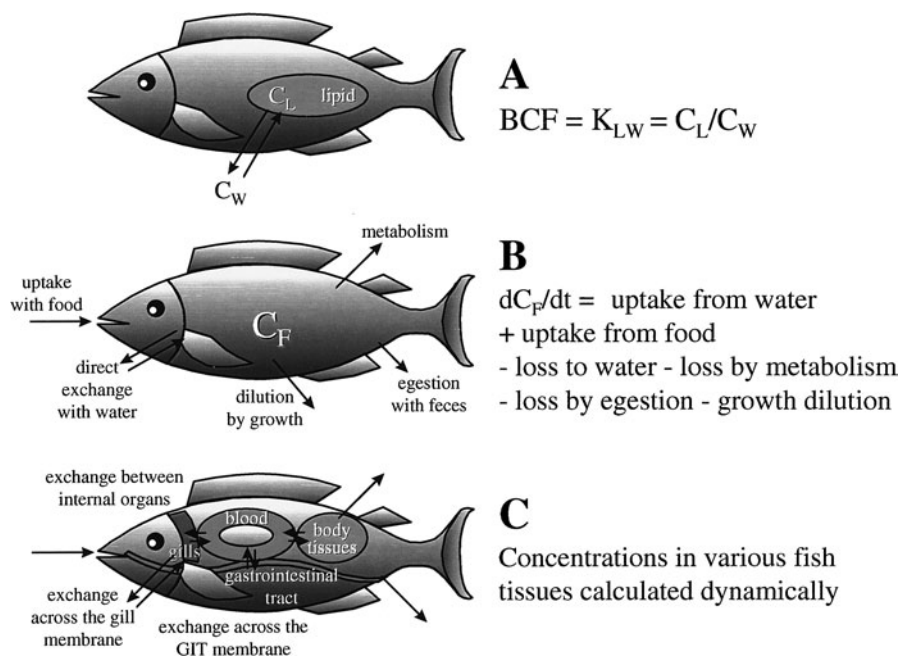 C_L lipid
C_W
A
BCF = K_LW = C_L/C_W
metabolism
uptake
with food
C_F
direct
exchange
with water
dilution
by growth
egestion
with feces
B
dC_F/dt = uptake from water
+ uptake from food
- loss to water - loss by metabolism
- loss by egestion - growth dilution
exchange between
internal organs
blood
gills
body
tissues
gastrointestinal
tract
exchange
across the gill
membrane
exchange across the
GIT membrane
C
Concentrations in various fish
tissues calculated dynamically